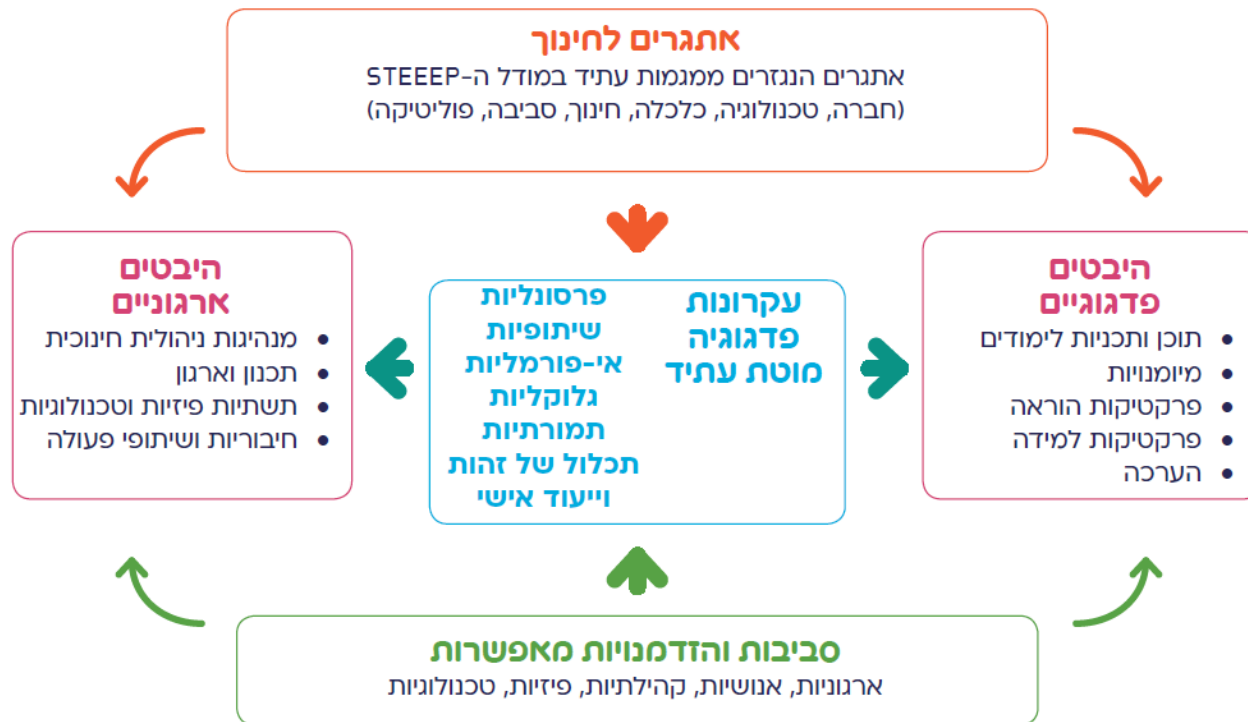 אתגרים לחינוך
אתגרים הנגזרים ממגמות עתיד במודל ה-STEEEP
(חברה, טכנולוגיה, כלכלה, חינוך, סביבה, פוליטיקה)
היבטים
פדגוגיים
• תוכן ותכניות לימודים
• מיומנויות
• פרקטיקות הוראה
• פרקטיקות למידה
• הערכה
עקרונות
פדגוגיה
מוטת עתיד
פרסונליות
שיתופיות
אי-פורמליות
גלוקליות
תמורתיות
תכלול של זהות
וייעוד אישי
היבטים
ארגוניים
• מנהיגות ניהולית חינוכית
• תכנון וארגון
• תשתיות פיזיות וטכנולוגיות
• חיבוריות ושיתופי פעולה
סביבות והזדמנויות מאפשרות
ארגוניות, אנושיות, קהילתיות, פיזיות, טכנולוגיות